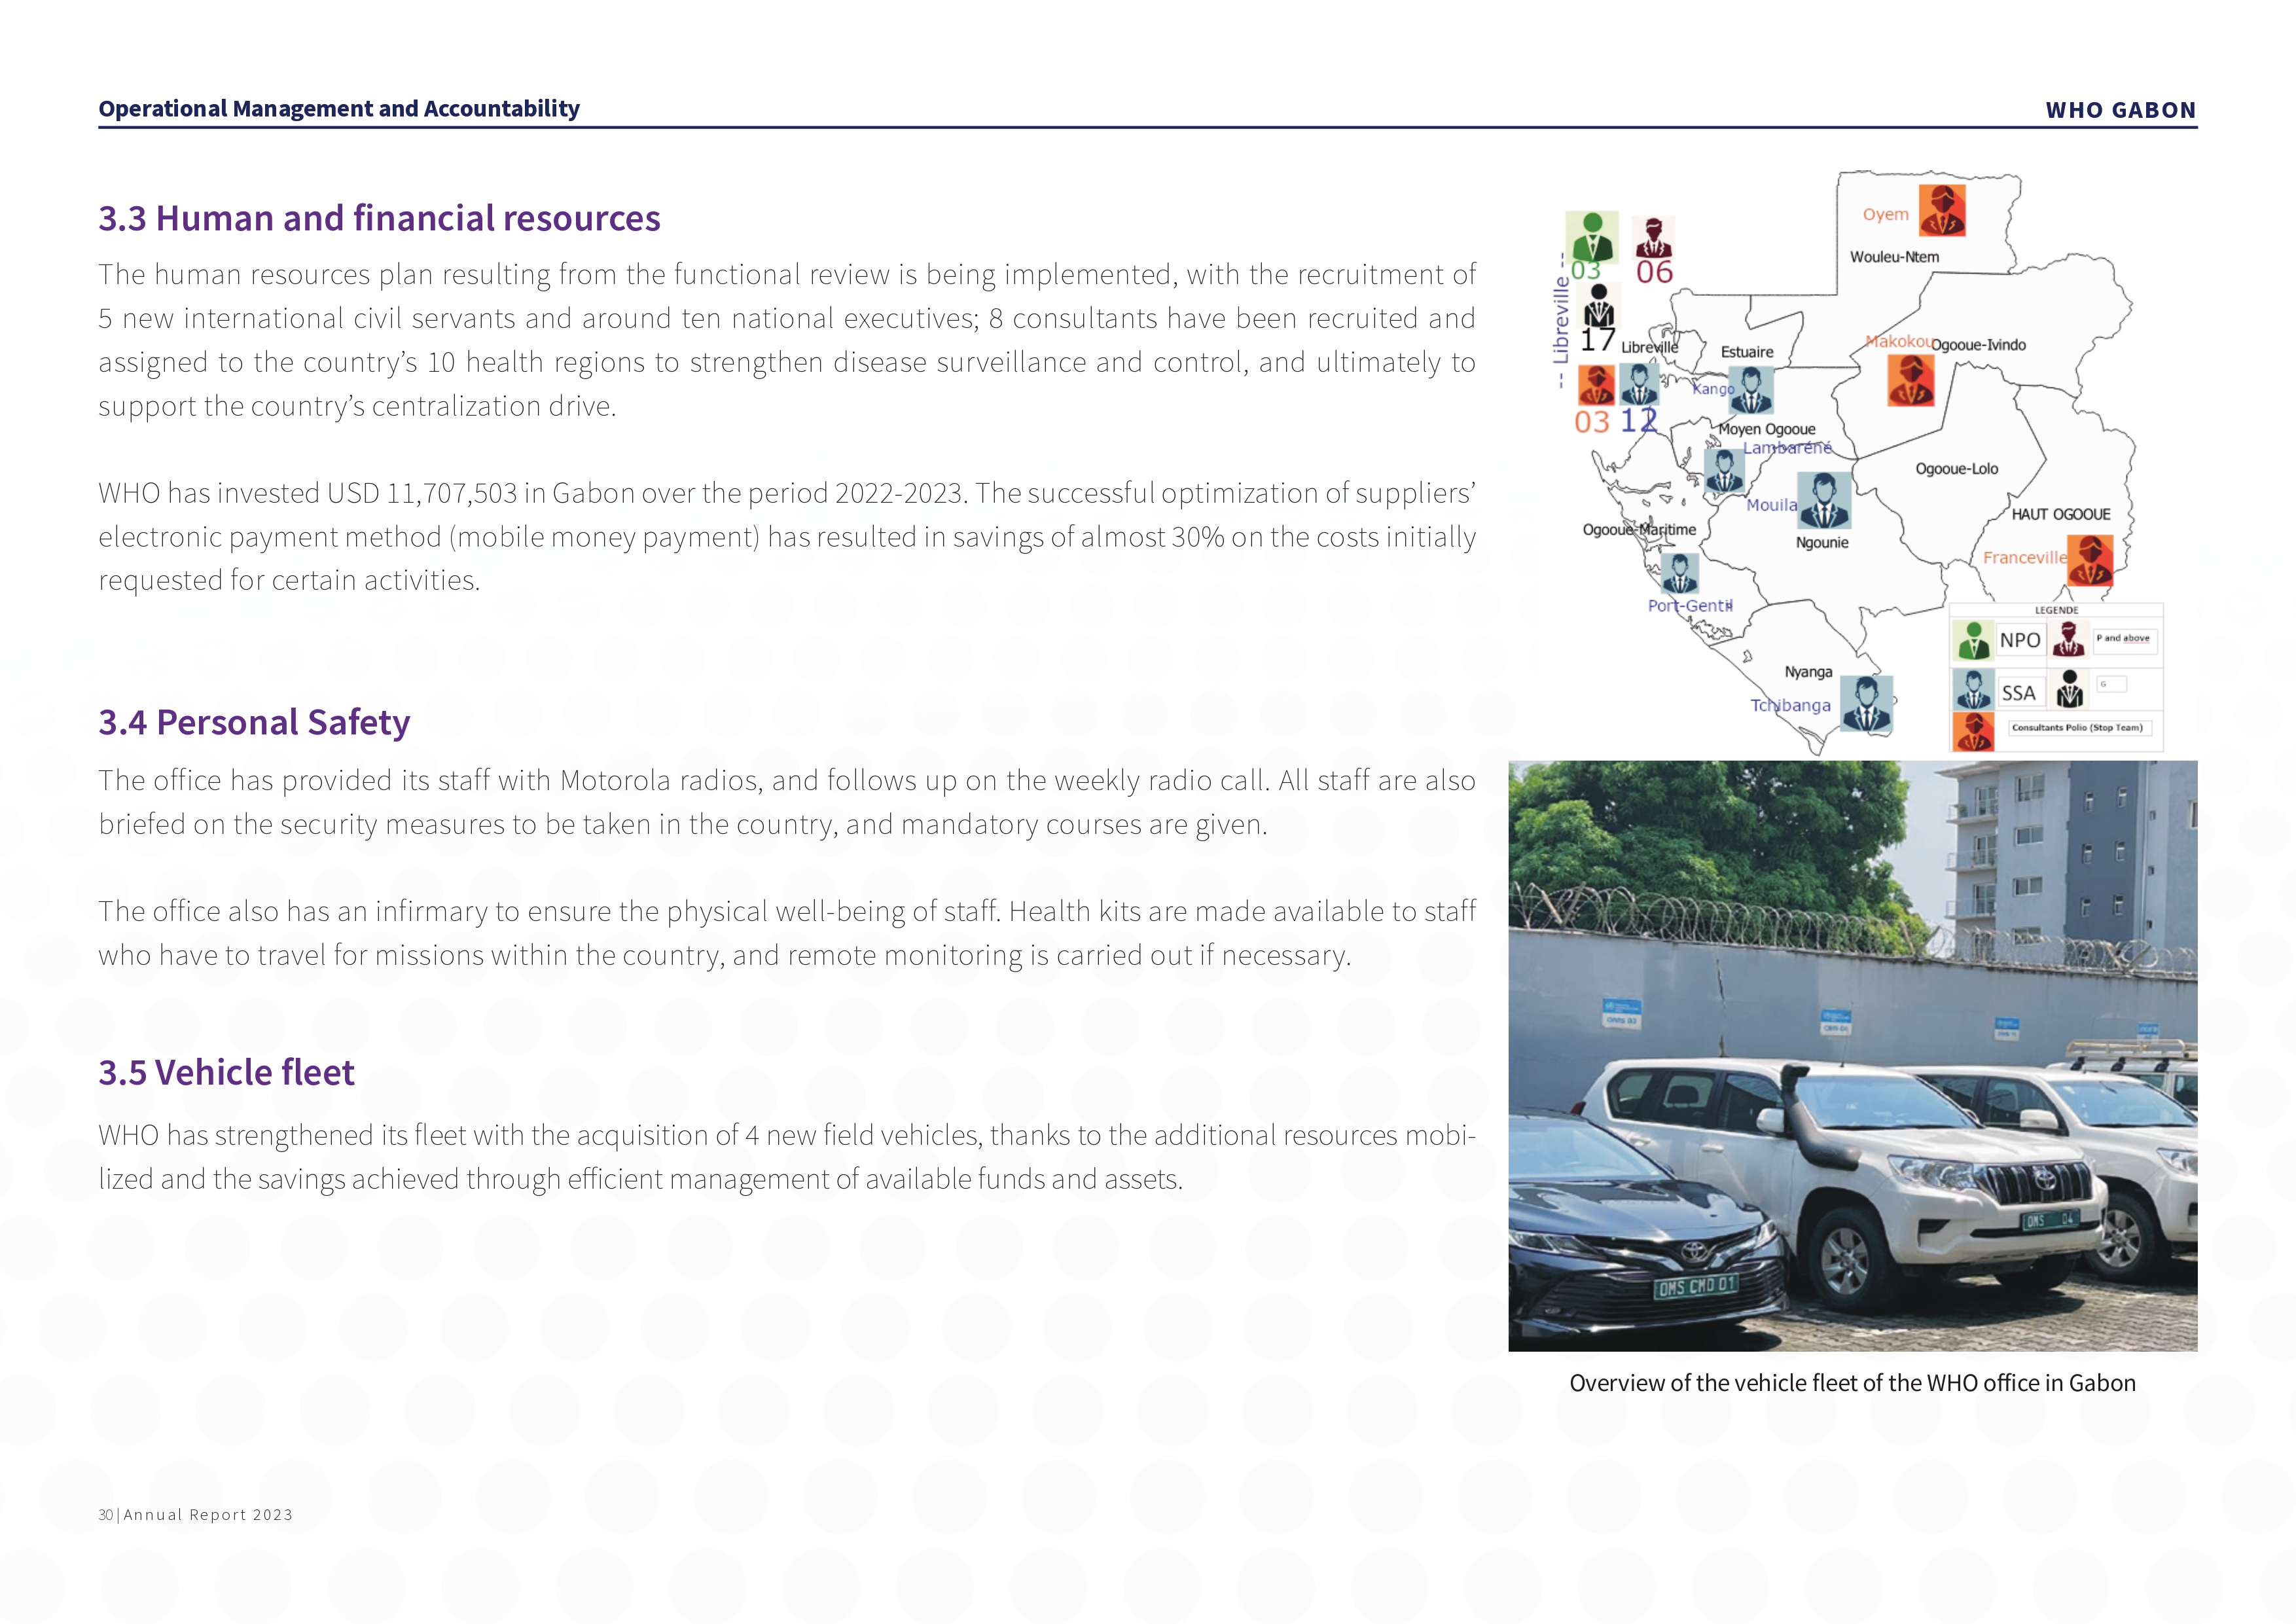 Operational Management and Accountability
WHO GABON
3.3 Human and financial resources
The human resources plan resulting from the functional review is being implemented, with the recruitment of
5 new international civil servants and around ten national executives; 8 consultants have been recruited and
assigned to the country’s 10 health regions to strengthen disease surveillance and control, and ultimately to
support the country’s centralization drive.
WHO has invested USD 11,707,503 in Gabon over the period 2022-2023. The successful optimization of suppliers’
electronic payment method (mobile money payment) has resulted in savings of almost 30% on the costs initially
requested for certain activities.
3.4 Personal Safety
The office has provided its staff with Motorola radios, and follows up on the weekly radio call. All staff are also
briefed on the security measures to be taken in the country, and mandatory courses are given.
The office also has an infirmary to ensure the physical well-being of staff. Health kits are made available to staff
who have to travel for missions within the country, and remote monitoring is carried out if necessary.
3.5 Vehicle fleet
WHO has strengthened its fleet with the acquisition of 4 new field vehicles, thanks to the additional resources mobi-
lized and the savings achieved through efficient management of available funds and assets.
Oyem
Wouleu-Ntem
-- Libreville --
03
06
17
Libreville
Estuaire
Makokou
Ogooue-Ivindo
Kango
03
12
Moyen Ogooue
Lambaréné
Ogooue-Lolo
Mouila
HAUT OGOOUE
Ogooue-Maritime
Ngounie
Franceville
Port-Gentil
Nyanga
Tchibanga
LEGENDE
NPO
P and above
SSA
G
Consultants Polio (Stop Team)
OMS 04
OMS CMD 01
Overview of the vehicle fleet of the WHO office in Gabon
30|Annual Report 2023